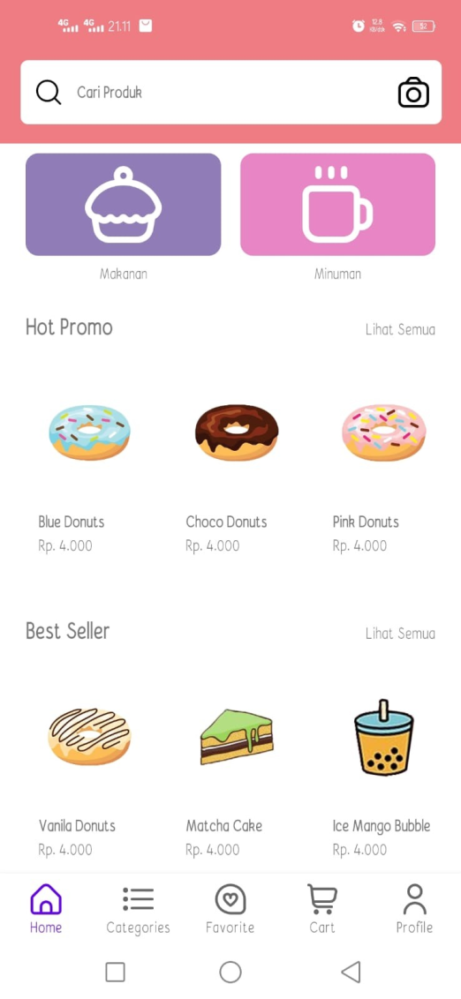 4G 4G 21.11 12,8 KB/dtk 52
Cari Produk
Makanan Minuman
Hot Promo Lihat Semua
Blue Donuts Choco Donuts Pink Donuts
Rp. 4.000 Rp. 4.000 Rp. 4.000
Best Seller Lihat Semua
Vanila Donuts Matcha Cake Ice Mango Bubble
Rp. 4.000 Rp. 4.000 Rp. 4.000
Home Categories Favorite Cart Profile